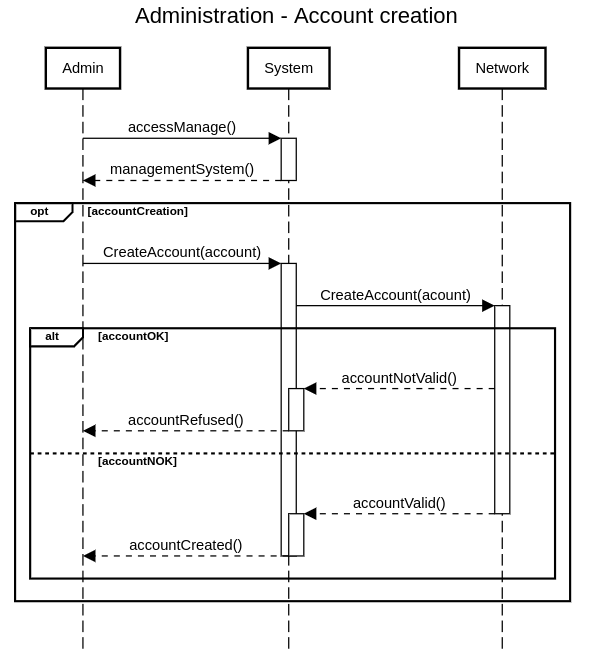 Administration - Account creation
Admin
System
Network
accessManage()
managementSystem()
opt
[accountCreation]
CreateAccount(account)
CreateAccount(acount)
alt
[accountOK]
accountNotValid()
accountRefused()
[accountNOK]
accountValid()
accountCreated()